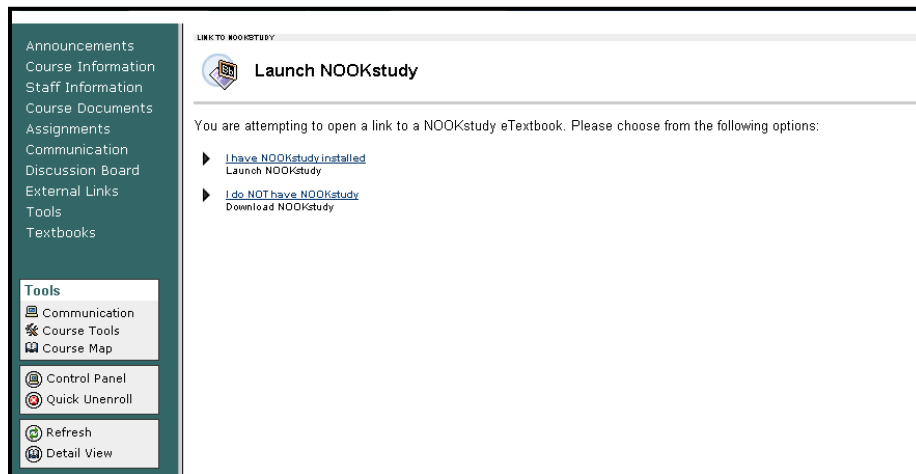 Announcements
Course Information
Staff Information
Course Documents
Assignments
Communication
Discussion Board
External Links
Tools
Textbooks
Tools
Communication
Course Tools
Course Map
Control Panel
Quick Unenroll
Refresh
Detail View
LINK TO NOOKSTUDY
Launch NOOKstudy
You are attempting to open a link to a NOOKstudy eTextbook. Please choose from the following options:
I have NOOKstudy installed
Launch NOOKstudy
I do NOT have NOOKstudy
Download NOOKstudy